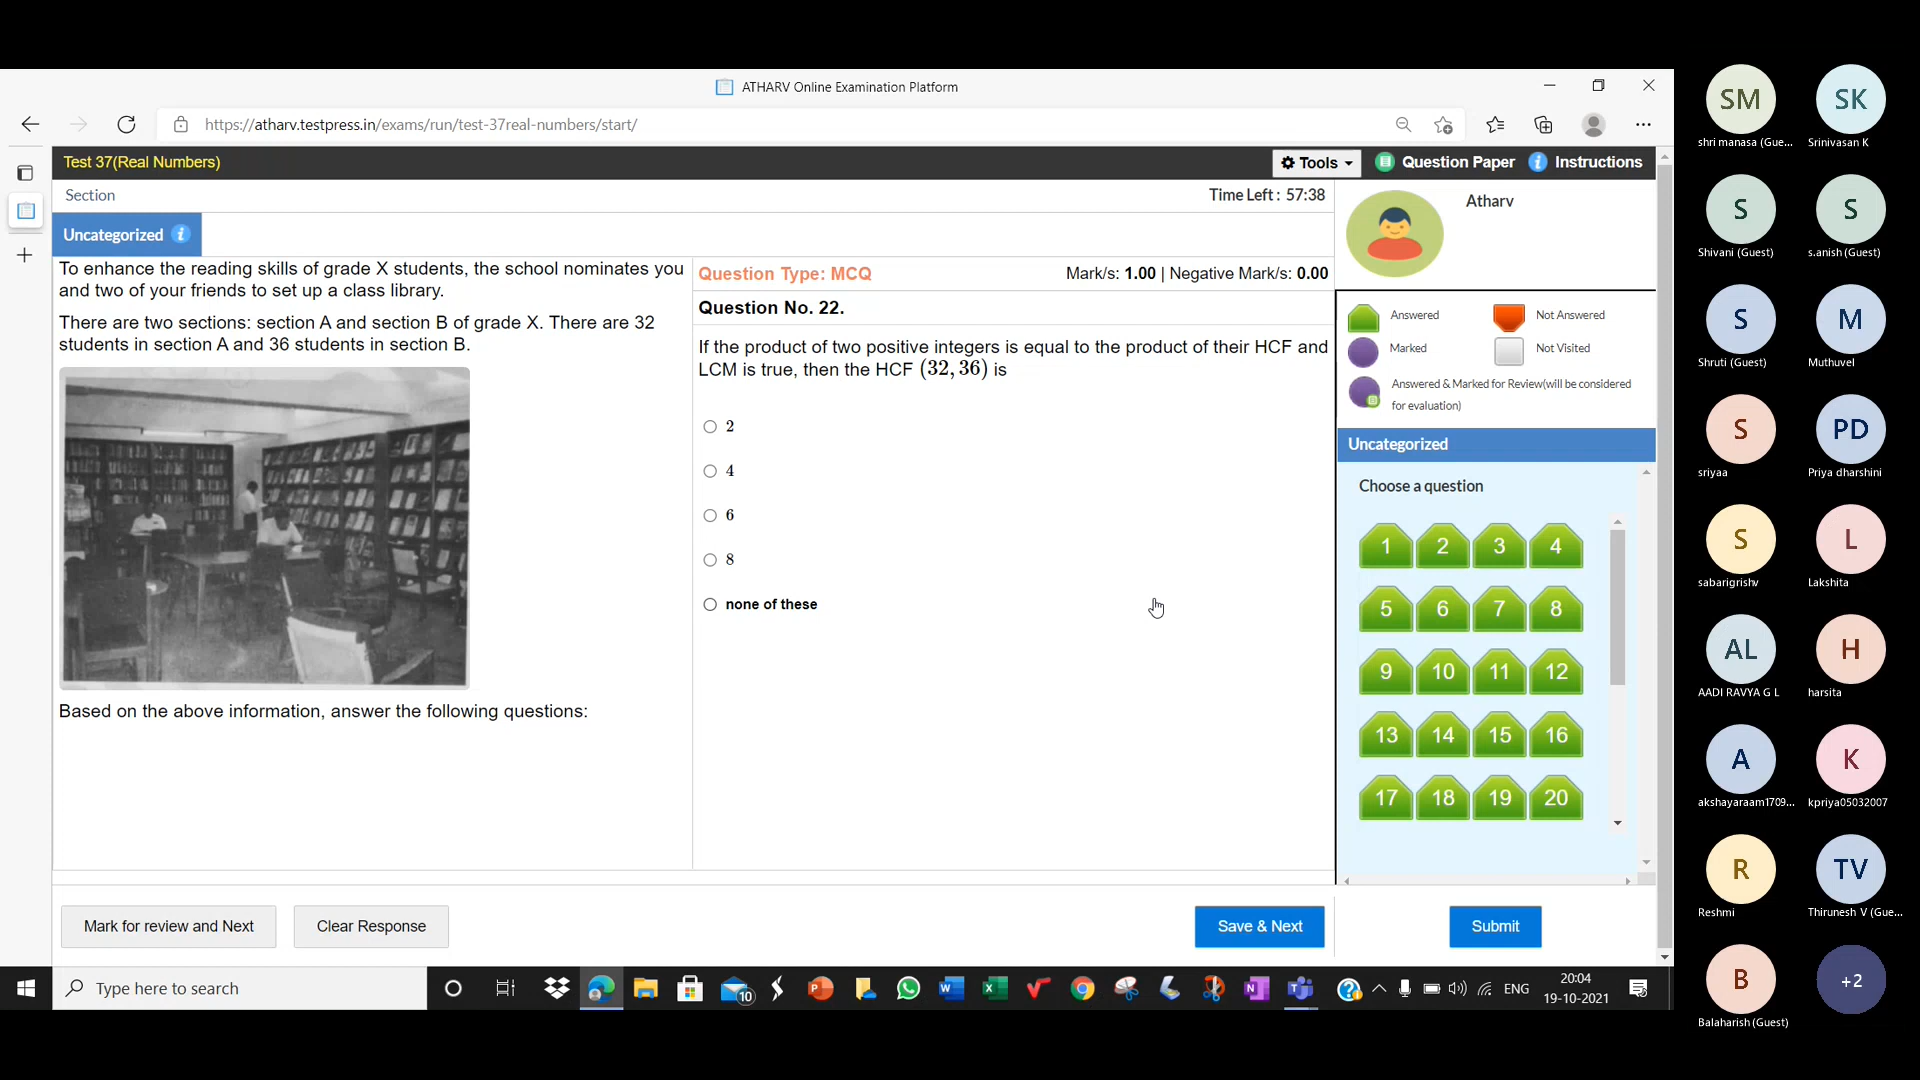 ATHARV Online Examination Platform
https://atharv.testpress.in/exams/run/test-37real-numbers/start/
Test 37(Real Numbers)
Tools
Question Paper
Instructions
Section
Time Left : 57:38
Uncategorized
To enhance the reading skills of grade X students, the school nominates you
and two of your friends to set up a class library.
There are two sections: section A and section B of grade X. There are 32
students in section A and 36 students in section B.
Based on the above information, answer the following questions:
Question Type: MCQ
Mark/s: 1.00 | Negative Mark/s: 0.00
Question No. 22.
If the product of two positive integers is equal to the product of their HCF and
LCM is true, then the HCF (32, 36) is
2
4
6
8
none of these
Atharv
Answered
Not Answered
Marked
Not Visited
Answered & Marked for Review(will be considered
for evaluation)
Uncategorized
Choose a question
1 2 3 4
5 6 7 8
9 10 11 12
13 14 15 16
17 18 19 20
Mark for review and Next
Clear Response
Save & Next
Submit
Type here to search
10
ENG
20:04
19-10-2021
SM
shri manasa (Gue...
SK
Srinivasan K
S
Shivani (Guest)
S
s.anish (Guest)
S
Shruti (Guest)
M
Muthuvel
S
sriyaa
PD
Priya dharshini
S
sabarigrishv
L
Lakshita
AL
AADI RAVYA G L
H
harsita
A
akshayaraam1709...
K
kpriya05032007
R
Reshmi
TV
Thirunesh V (Gue...
B
Balaharish (Guest)
+2